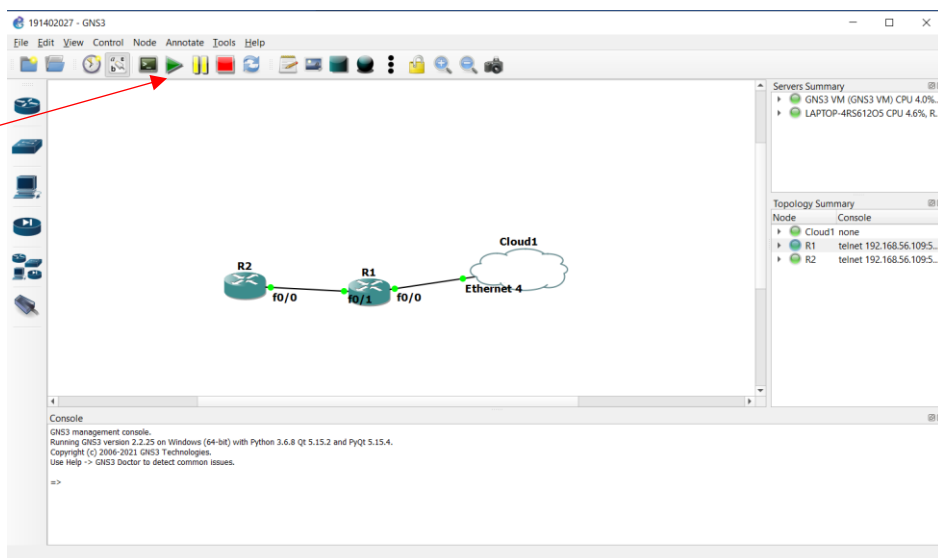 191402027 - GNS3
File Edit View Control Node Annotate Tools Help
Servers Summary
GNS3 VM (GNS3 VM) CPU 4.0%...
LAPTOP-4RS612O5 CPU 4.6%, R...
Topology Summary
Node Console
Cloud1 none
R1 telnet 192.168.56.109:5...
R2 telnet 192.168.56.109:5...
Cloud1
R2
R1
f0/0
f0/1
f0/0
Ethernet 4
Console
GNS3 management console.
Running GNS3 version 2.2.25 on Windows (64-bit) with Python 3.6.8 Qt 5.15.2 and PyQt 5.15.4.
Copyright (c) 2006-2021 GNS3 Technologies.
Use Help -> GNS3 Doctor to detect common issues.
=>